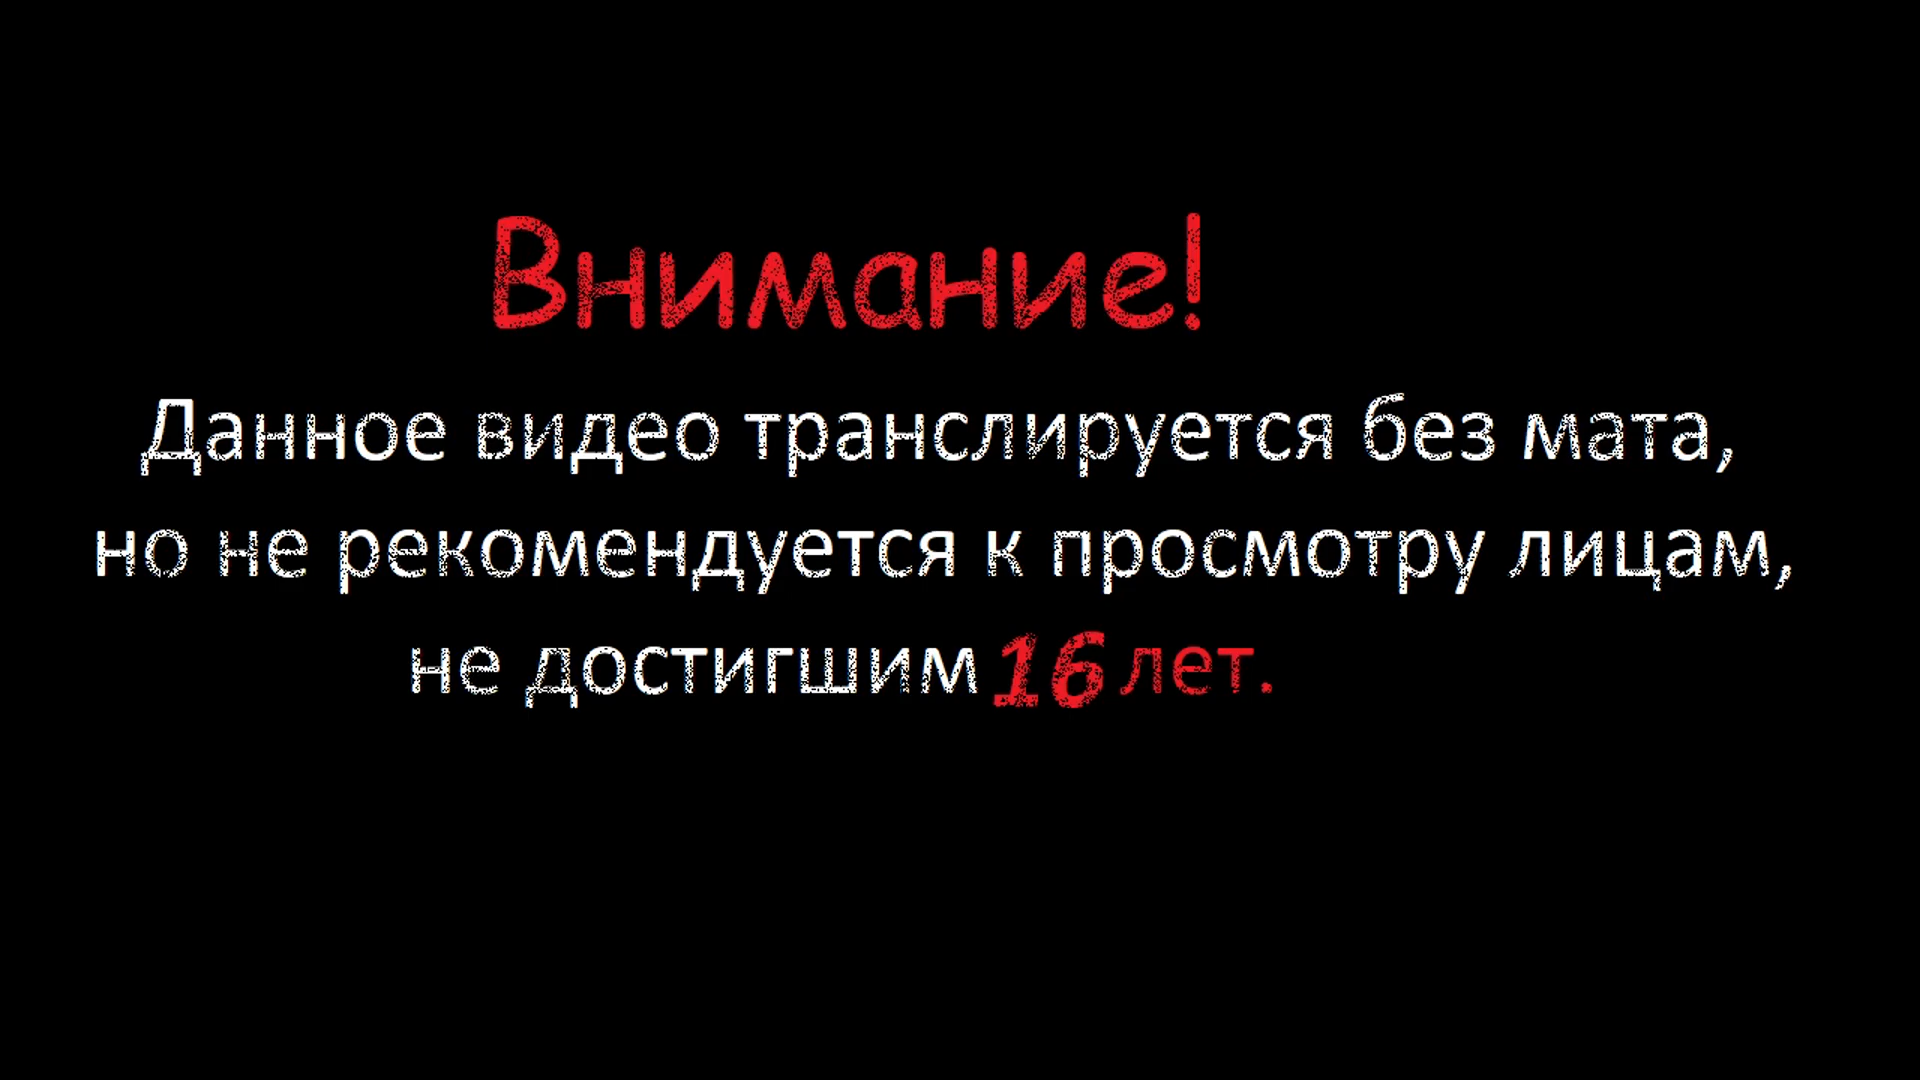 Внимание!
Данное видео транслируется без мата,
но не рекомендуется к просмотру лицам,
не достигшим 16 лет.